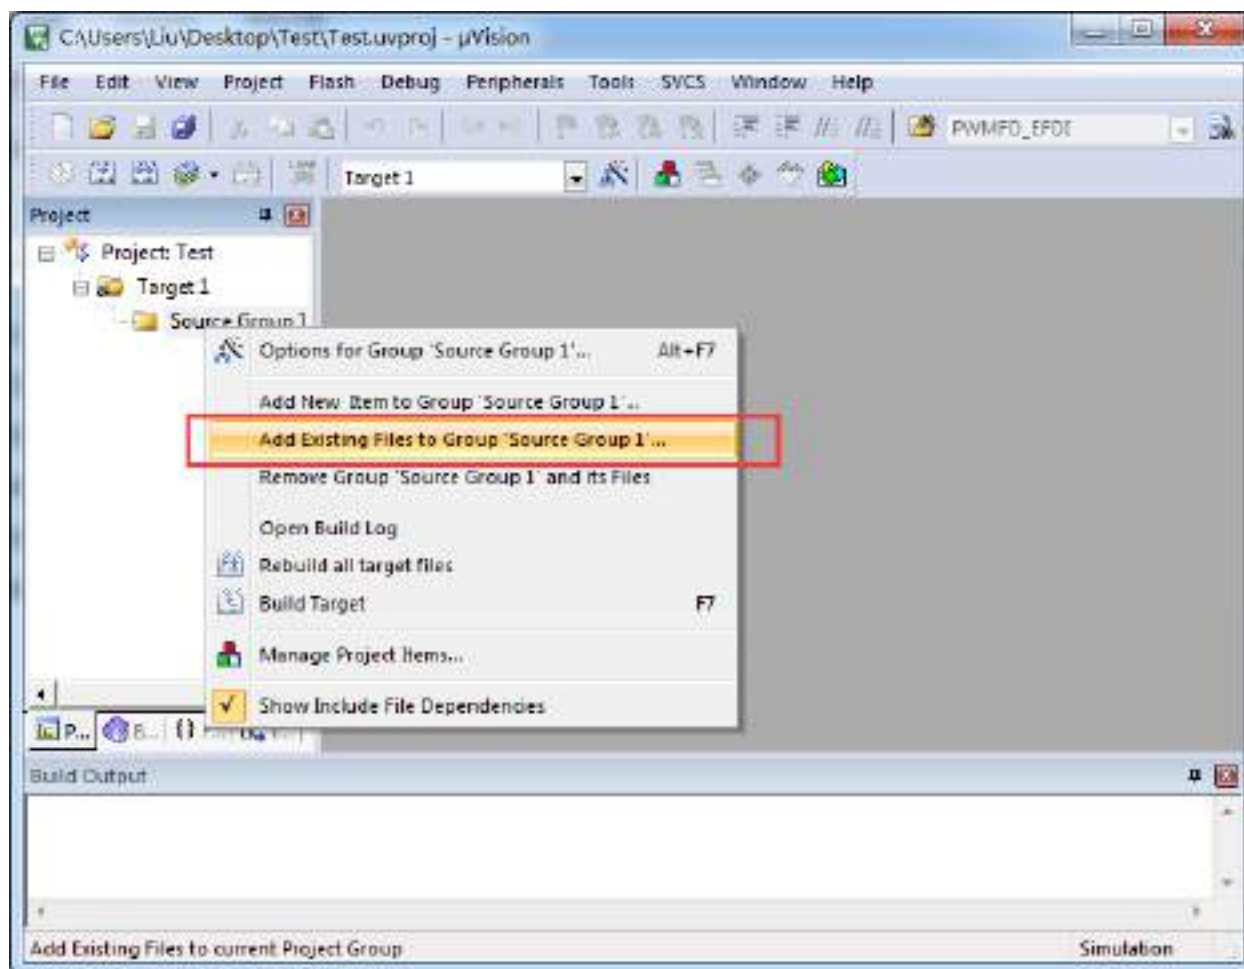 C:\Users\Liu\Desktop\Test\Test.uvproj - µVision
File Edit View Project Flash Debug Peripherals Tools SVCS Window Help
PWMFD_EFDI
Target 1
Project
Project: Test
Target 1
Source Group 1
Options for Group 'Source Group 1'... Alt+F7
Add New Item to Group 'Source Group 1'...
Add Existing Files to Group 'Source Group 1'...
Remove Group 'Source Group 1' and its Files
Open Build Log
Rebuild all target files
Build Target F7
Manage Project Items...
Show Include File Dependencies
P... B... {}
Build Output
Add Existing Files to current Project Group Simulation